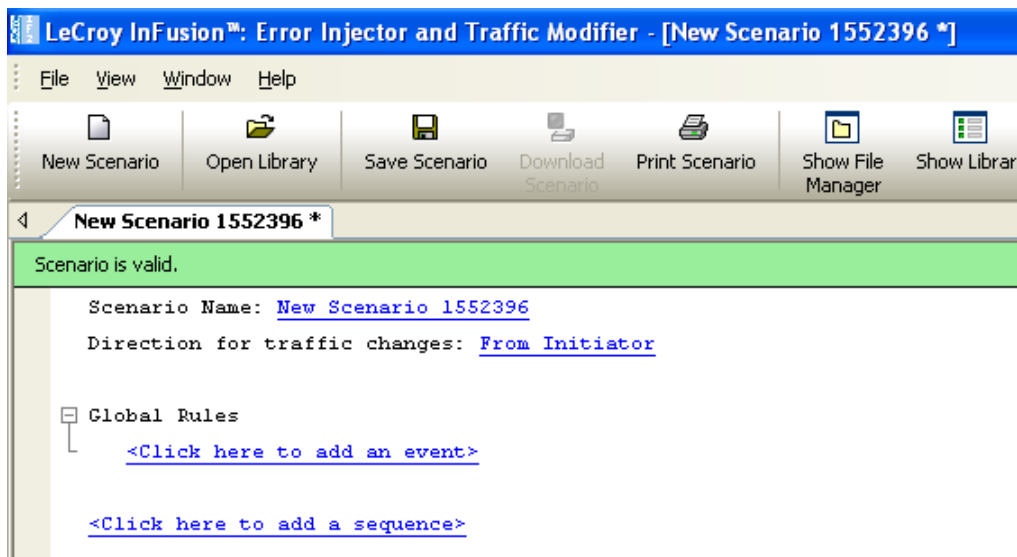 LeCroy InFusion™: Error Injector and Traffic Modifier - [New Scenario 1552396 *]
File View Window Help
New Scenario Open Library Save Scenario Download Scenario Print Scenario Show File Manager Show Librar
New Scenario 1552396 *
Scenario is valid.
Scenario Name: New Scenario 1552396
Direction for traffic changes: From Initiator
Global Rules
<Click here to add an event>
<Click here to add a sequence>